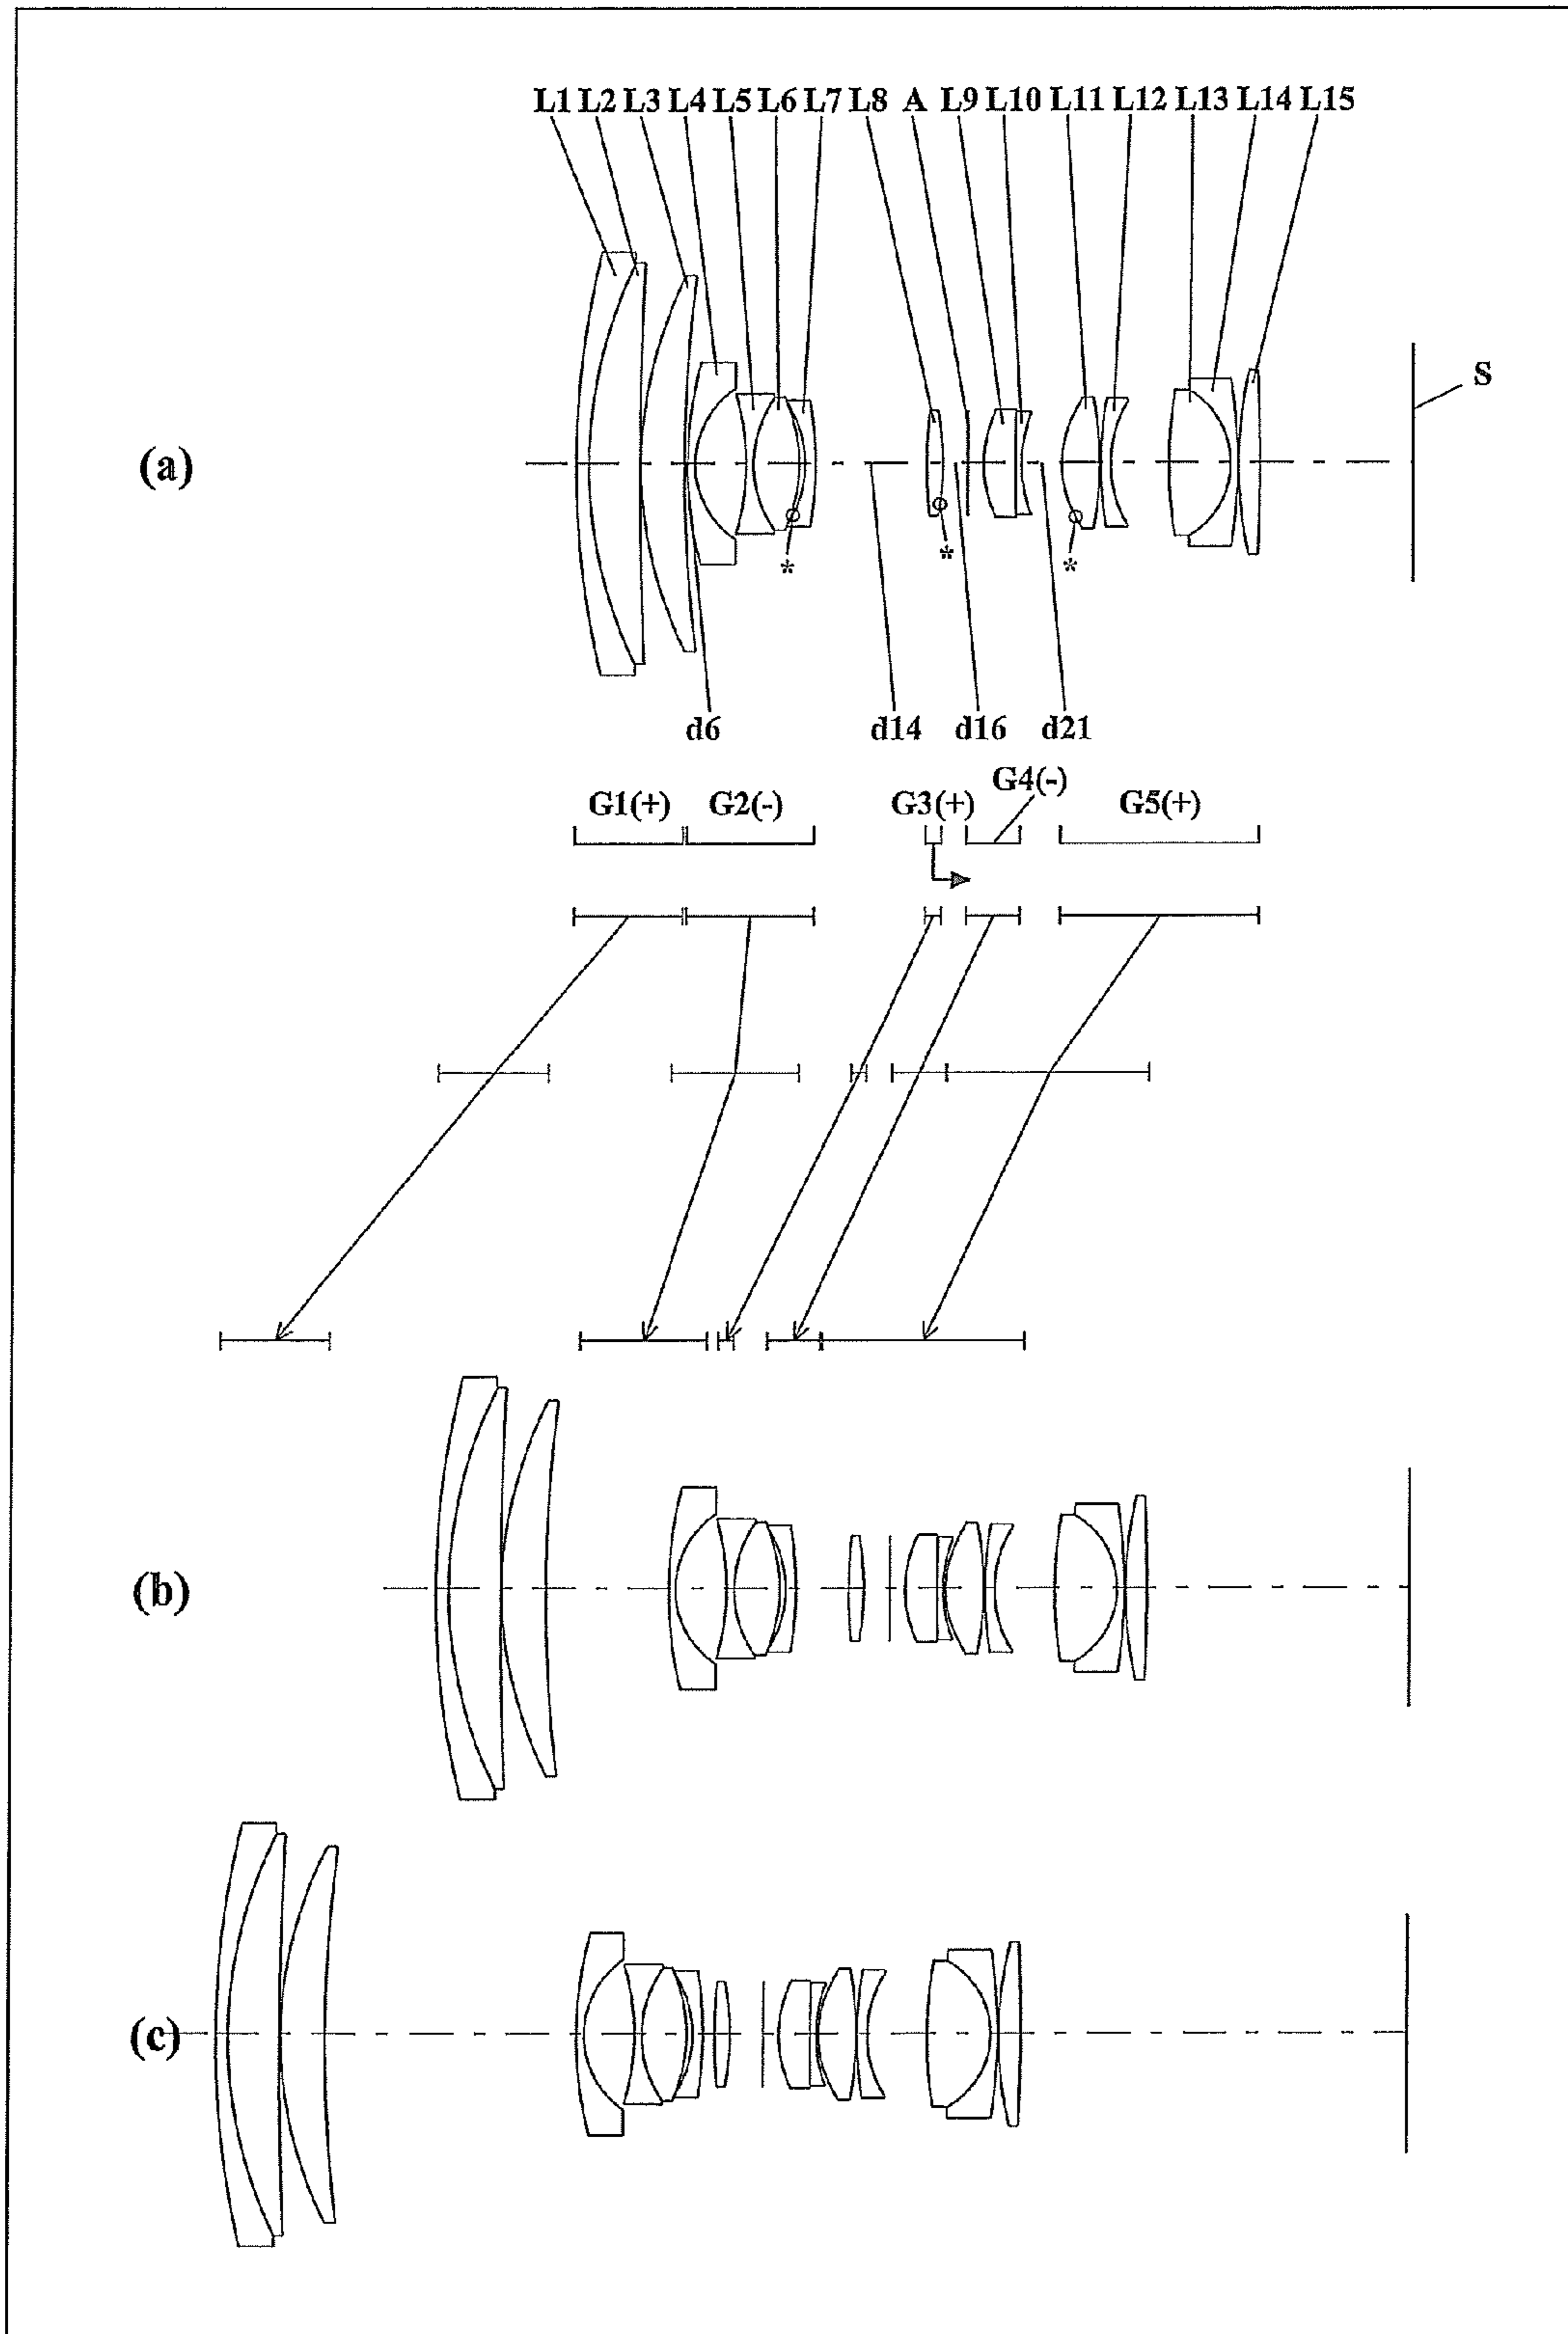 L1 L2 L3 L4 L5 L6 L7 L8 A L9 L10 L11 L12 L13 L14 L15
S
(a)
* * *
d6 d14 d16 d21
G1(+) G2(-) G3(+) G4(-) G5(+)
(b)
(c)